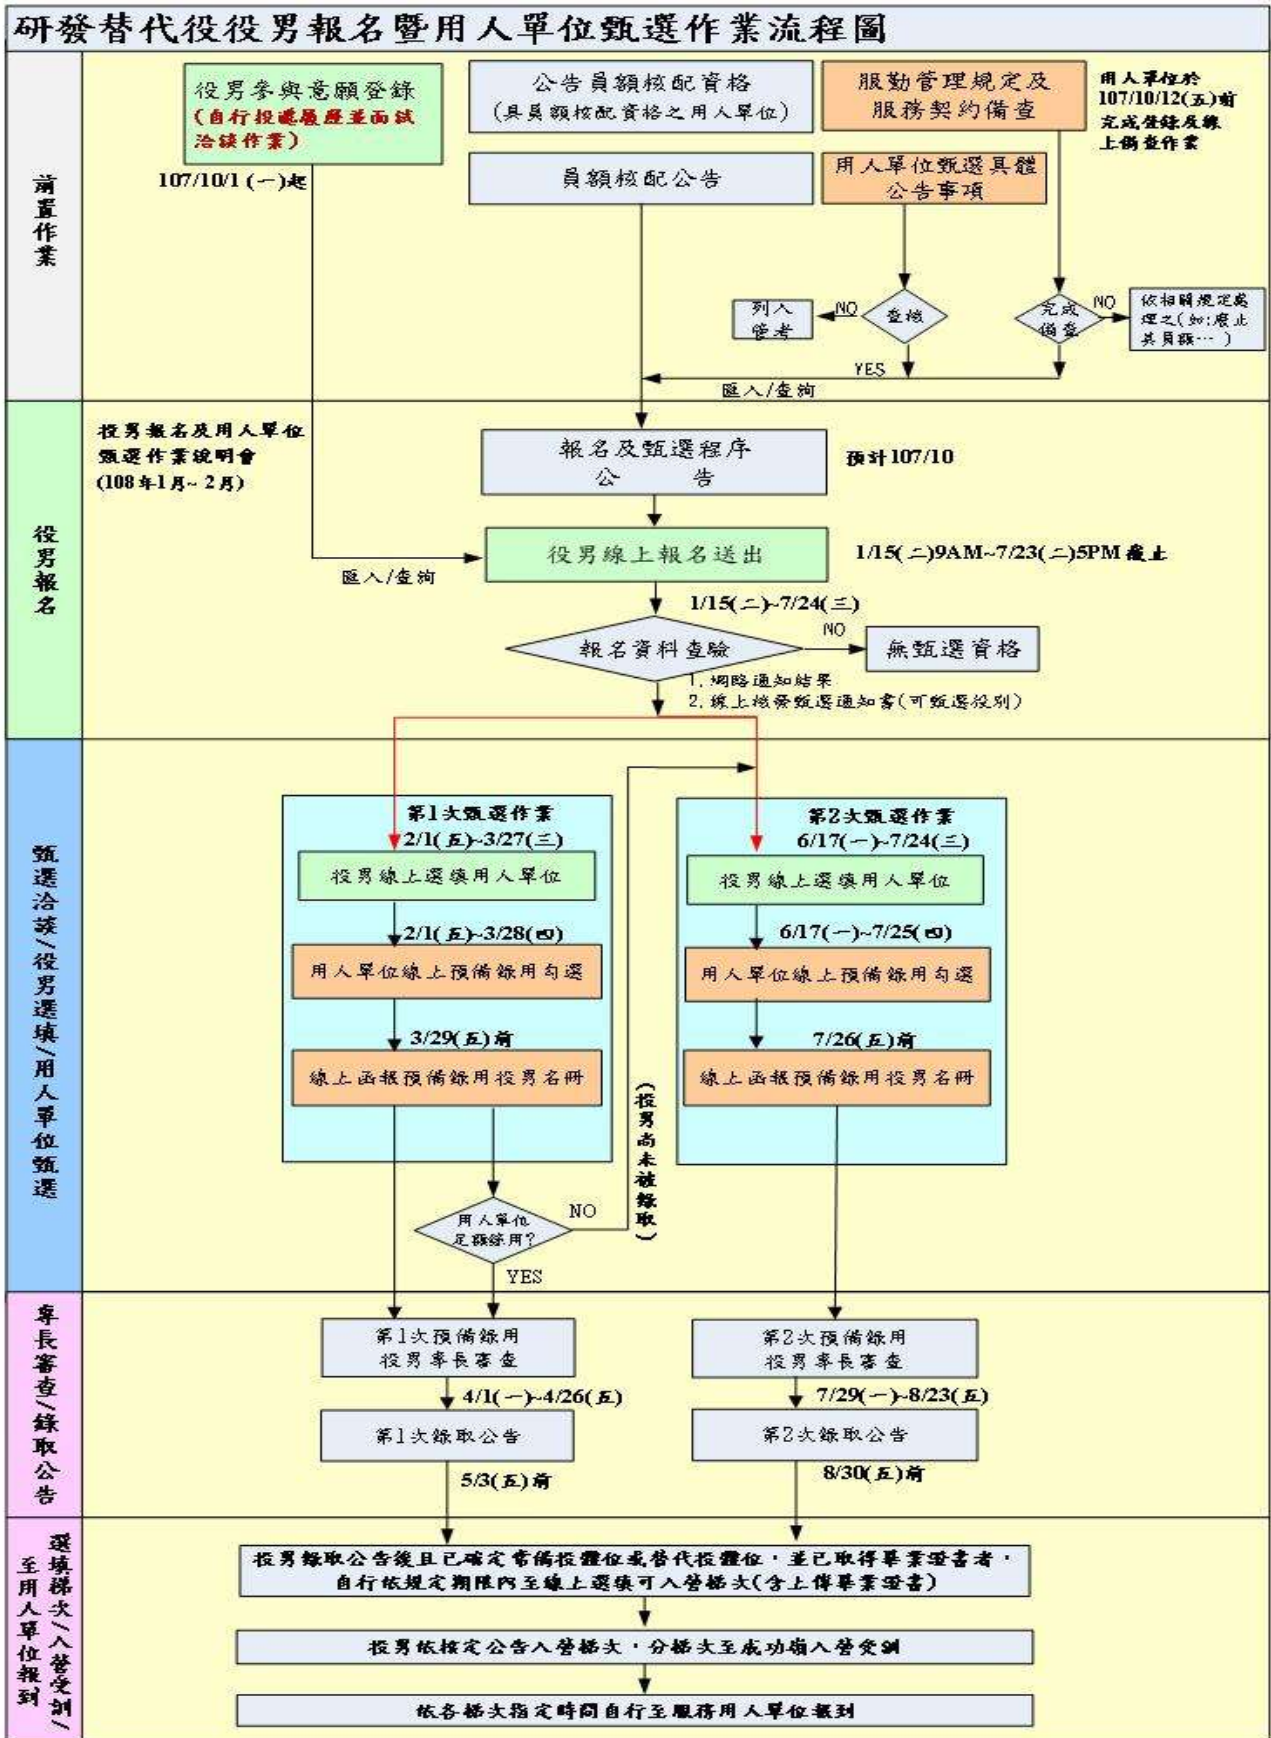 研發替代役役男報名暨用人單位甄選作業流程圖
前置作業
役男參與意願登錄
(自行投遞履歷並面試
洽談作業)
107/10/1 (一)起
公告員額核配資格
(具員額核配資格之用人單位)
員額核配公告
服勤管理規定及
服務契約備查
用人單位於
107/10/12(五)前
完成登錄及線
上備查作業
用人單位甄選具體
公告事項
列入
管考
NO
查核
完成
備查
NO
依相關規定處
理之(如:廢止
其員額…)
YES
匯入/查詢
役男報名
役男報名及用人單位
甄選作業說明會
(108年1月~2月)
報名及甄選程序
公 告
預計107/10
役男線上報名送出
1/15(二)9AM~7/23(二)5PM 截止
匯入/查詢
1/15(二)~7/24(三)
報名資料查驗
NO
無甄選資格
1.網路通知結果
2.線上核發甄選通知書(可甄選役別)
甄選洽談/役男選填/用人單位甄選
第1次甄選作業
2/1(五)~3/27(三)
役男線上選填用人單位
2/1(五)~3/28(四)
用人單位線上預備錄用勾選
3/29(五)前
線上函報預備錄用役男名冊
用人單位
足額錄用?
NO
(役男尚未被錄取)
YES
第2次甄選作業
6/17(一)~7/24(三)
役男線上選填用人單位
6/17(一)~7/25(四)
用人單位線上預備錄用勾選
7/26(五)前
線上函報預備錄用役男名冊
專長審查/錄取公告
第1次預備錄用
役男專長審查
4/1(一)~4/26(五)
第1次錄取公告
5/3(五)前
第2次預備錄用
役男專長審查
7/29(一)~8/23(五)
第2次錄取公告
8/30(五)前
選填梯次/入營受訓/
至用人單位報到
役男錄取公告後且已確定常備役體位或替代役體位，並已取得畢業證書者，
自行依規定期限內至線上選填可入營梯次(含上傳畢業證書)
役男依核定公告入營梯次，分梯次至成功嶺入營受訓
依各梯次指定時間自行至服務用人單位報到